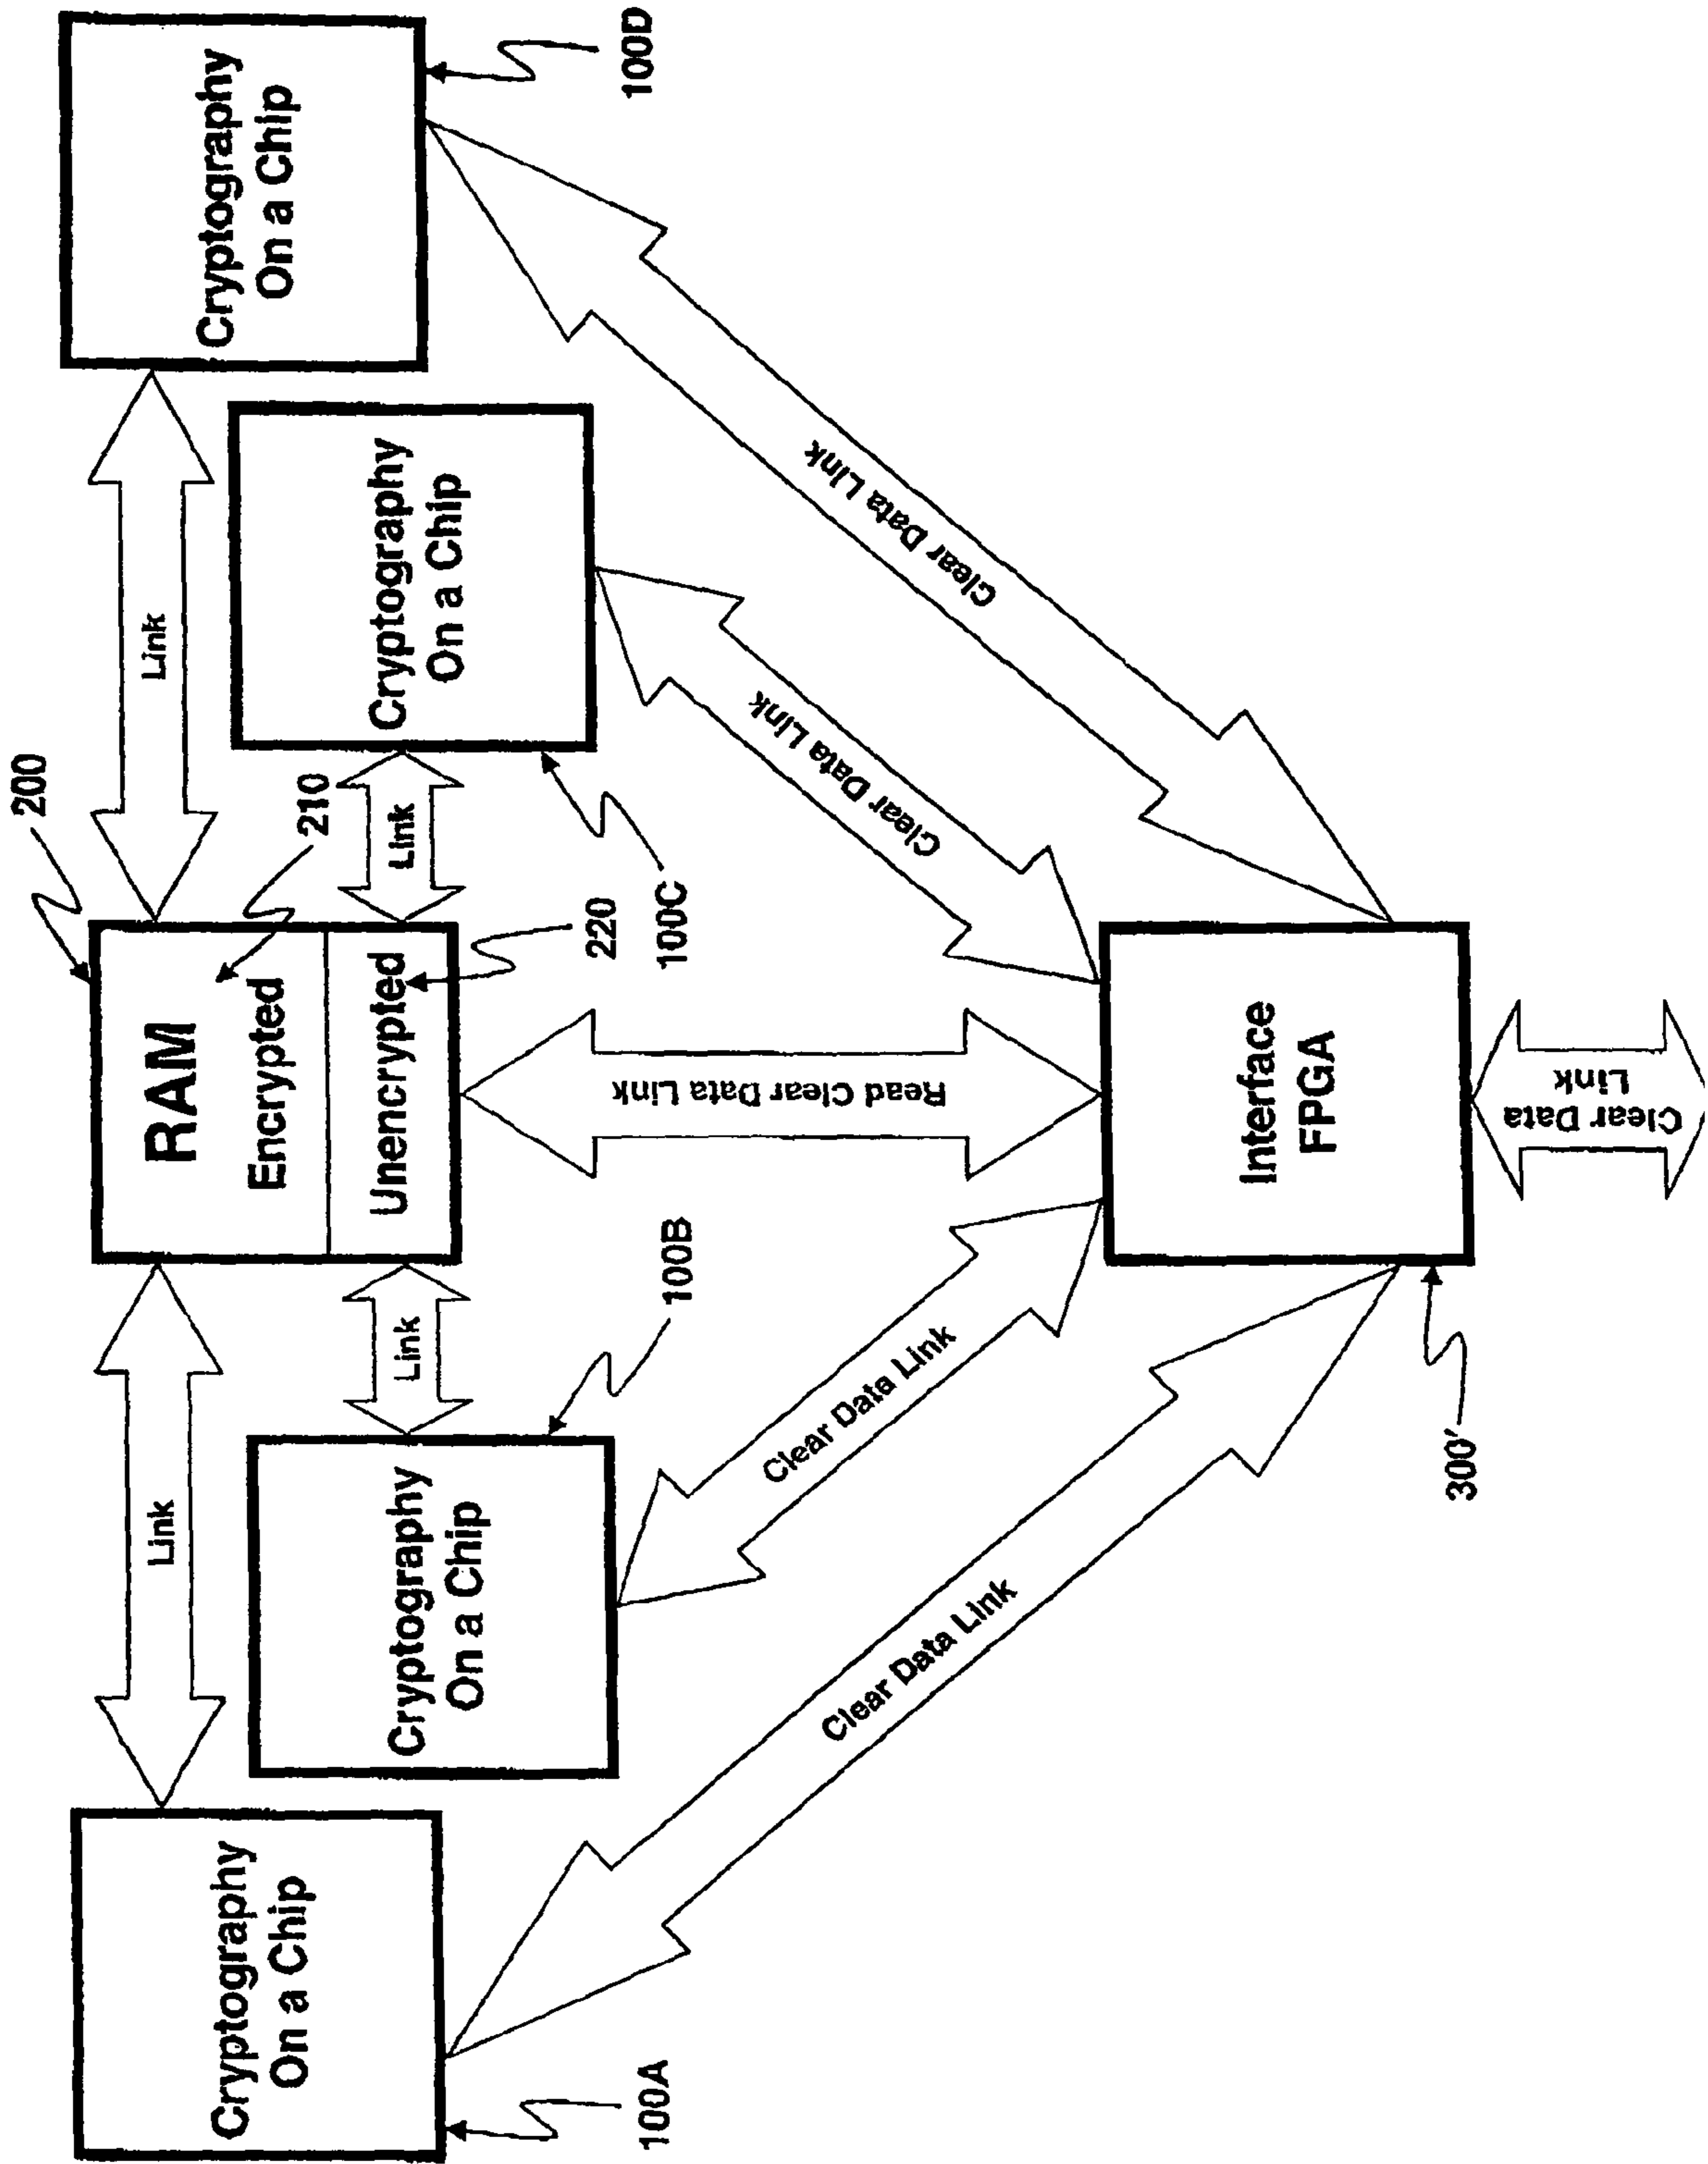 200
Cryptography
On a Chip
100A
Link
Cryptography
On a Chip
100B
Link
RAM
Encrypted
210
Unencrypted
220
Link
Cryptography
On a Chip
100C
Link
Cryptography
On a Chip
100D
Clear Data Link
Clear Data Link
Read Clear Data Link
Clear Data Link
Clear Data Link
Interface
FPGA
300'
Clear Data
Link